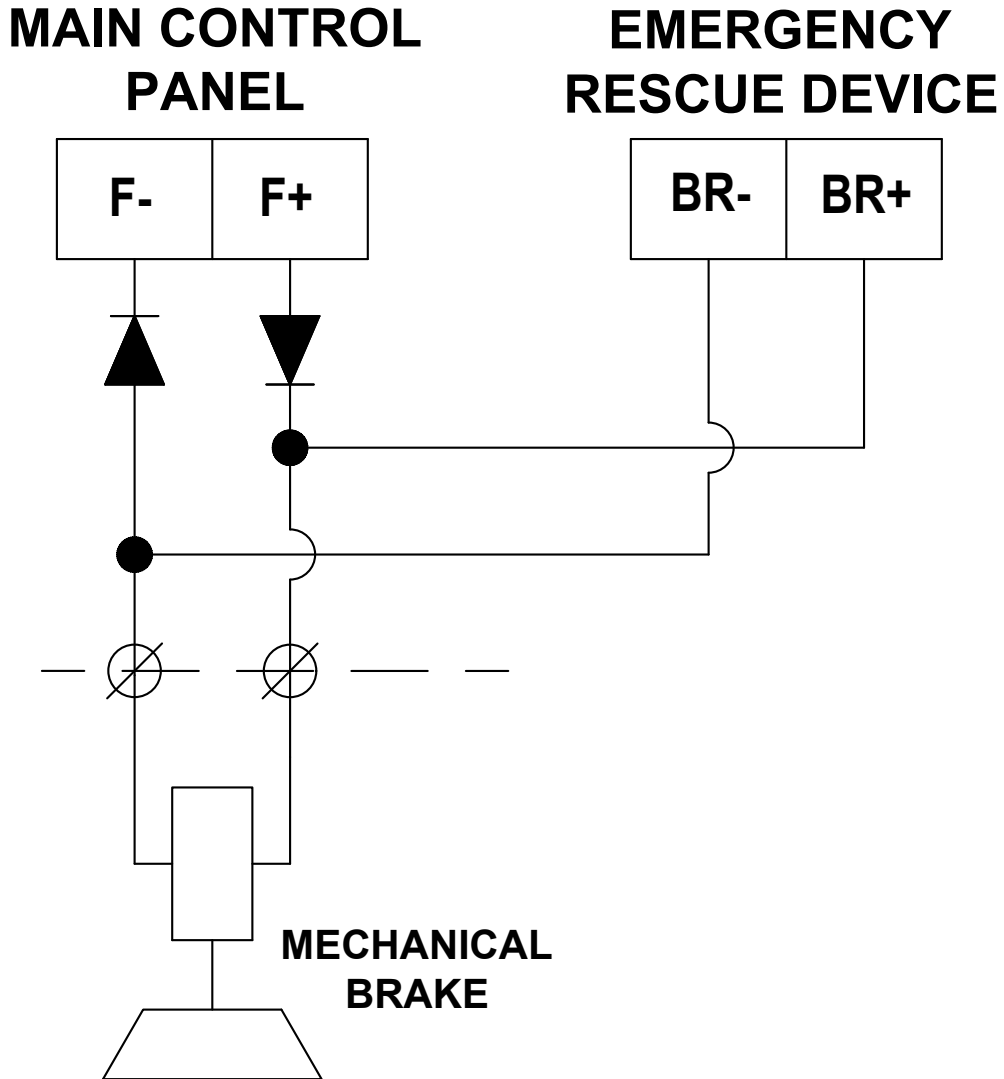 MAIN CONTROL
PANEL
EMERGENCY
RESCUE DEVICE
F-
F+
BR-
BR+
MECHANICAL
BRAKE